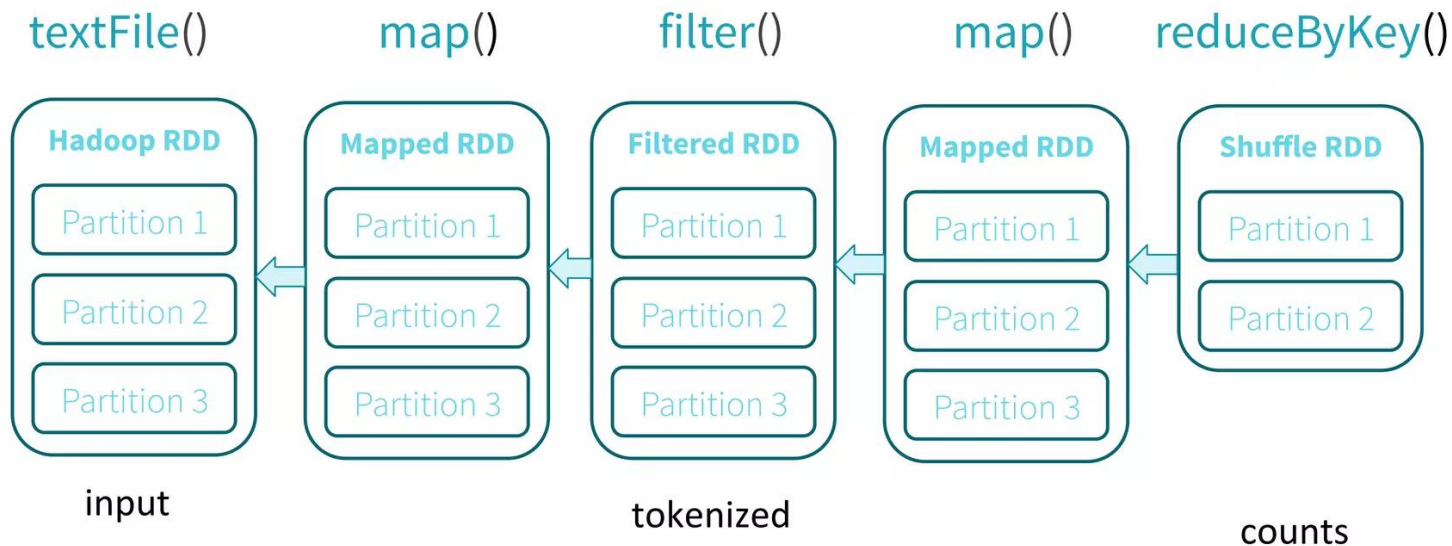 textFile()
map()
filter()
map()
reduceByKey()
Hadoop RDD
Partition 1
Partition 2
Partition 3
Mapped RDD
Partition 1
Partition 2
Partition 3
Filtered RDD
Partition 1
Partition 2
Partition 3
Mapped RDD
Partition 1
Partition 2
Partition 3
Shuffle RDD
Partition 1
Partition 2
input
tokenized
counts